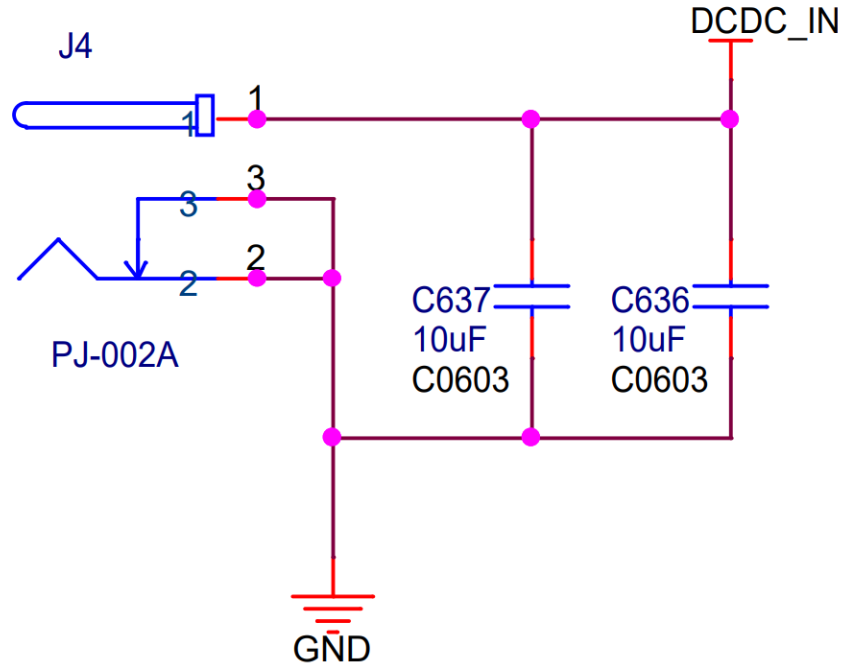 DCDC_IN
J4
1
1
3
3
2
2
PJ-002A
C637
10uF
C0603
C636
10uF
C0603
GND